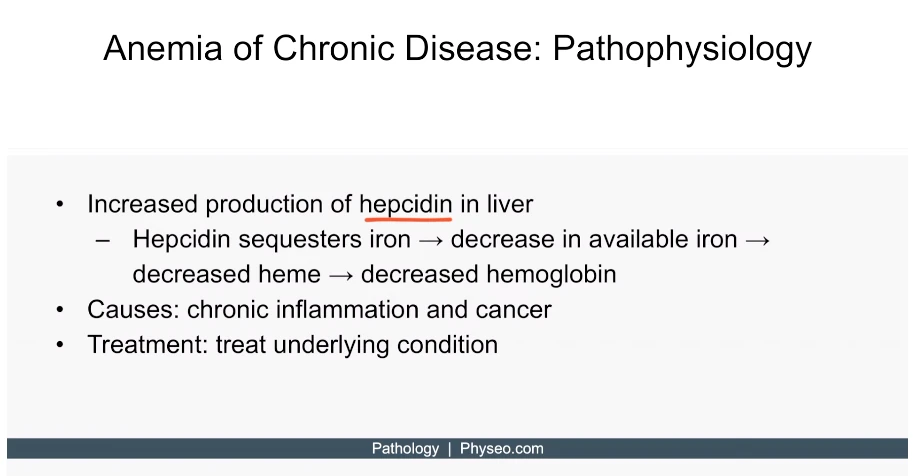 Anemia of Chronic Disease: Pathophysiology
• Increased production of hepcidin in liver
– Hepcidin sequesters iron → decrease in available iron →
decreased heme → decreased hemoglobin
• Causes: chronic inflammation and cancer
• Treatment: treat underlying condition
Pathology | Physeo.com